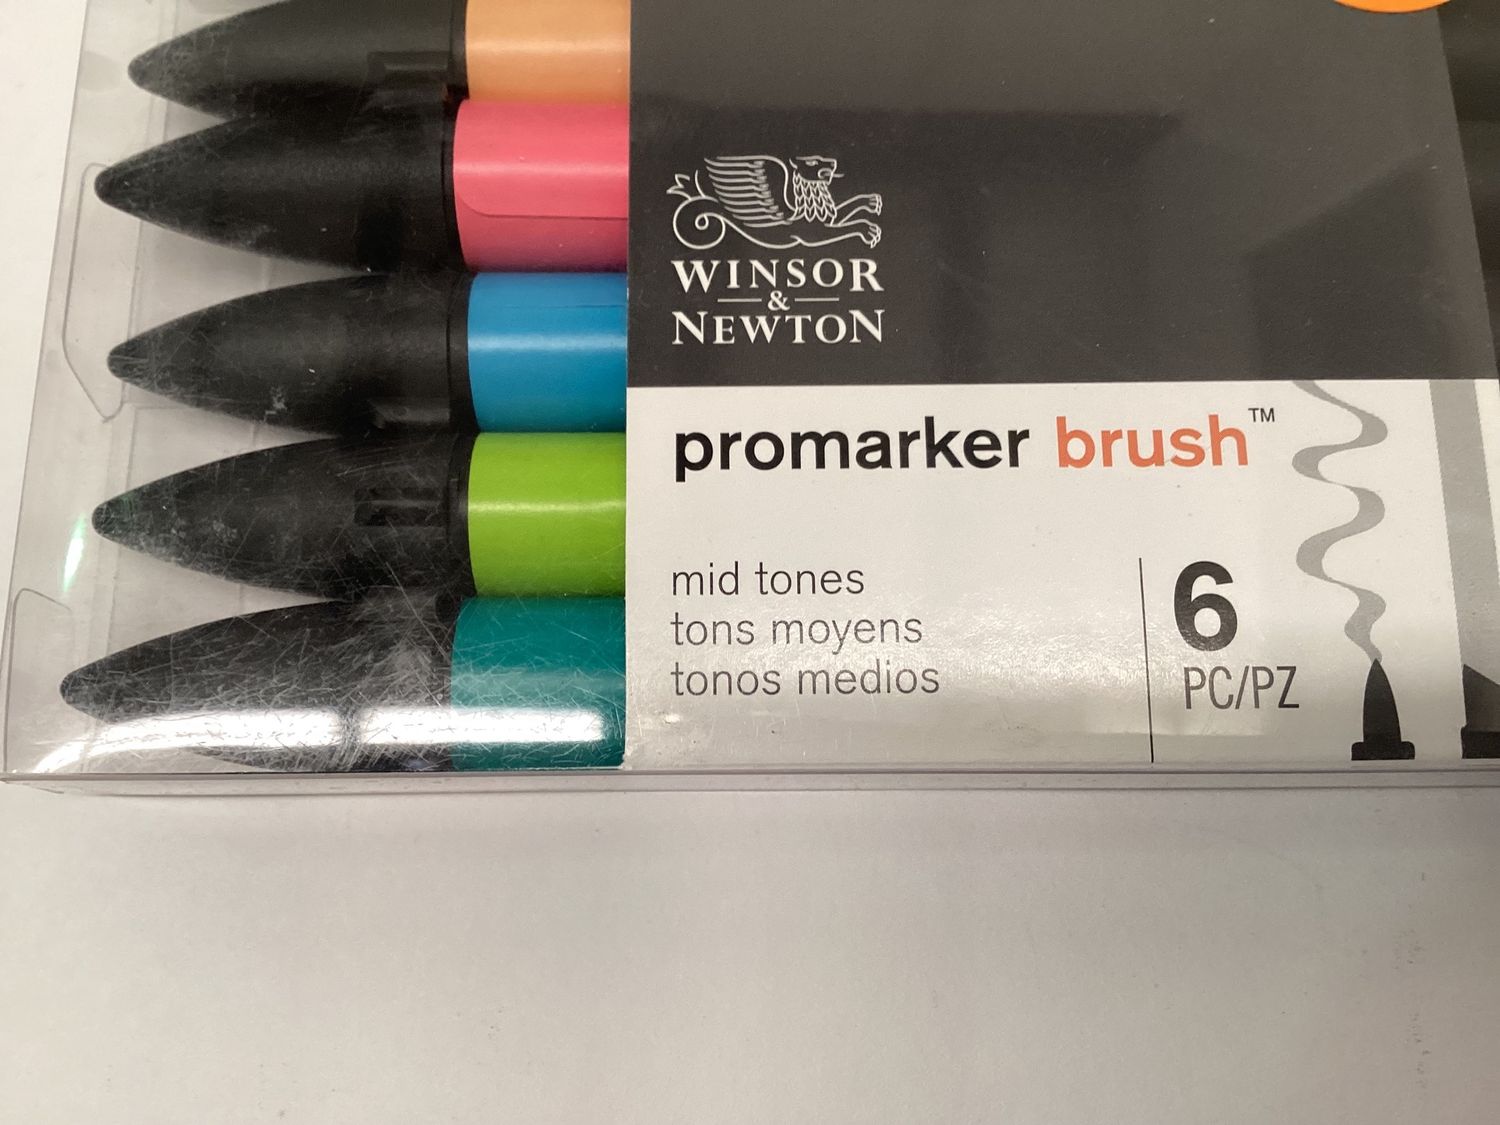 WINSOR
&
NEWTON
promarker brush™
mid tones
tons moyens
tonos medios
6
PC/PZ